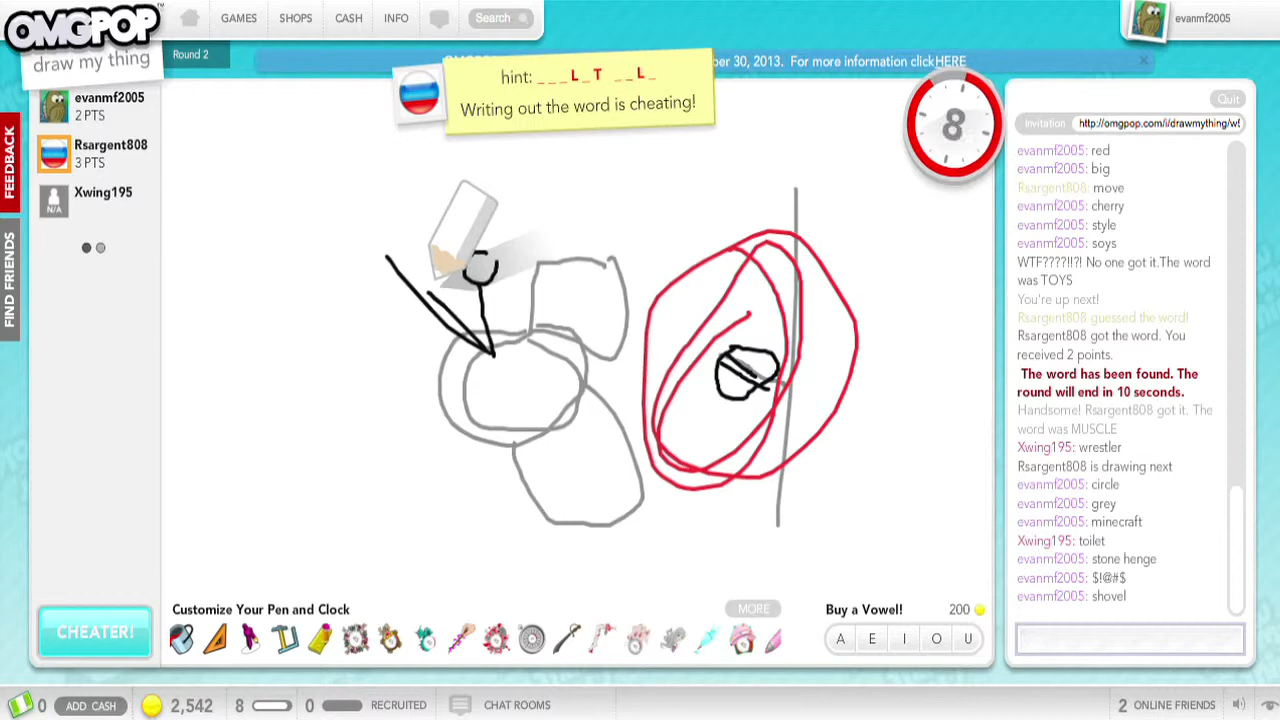 OMGPOP™
draw my thing
GAMES
SHOPS
CASH
INFO
Search
evanmf2005
Round 2
ber 30, 2013. For more information clickHERE
hint: _ _ _ L _ T _ _ L _
Writing out the word is cheating!
8
FEEDBACK
FIND FRIENDS
evanmf2005
2 PTS
Rsargent808
3 PTS
Xwing195
N/A
Quit
Invitation
http://omgpop.com/i/drawmything/w
evanmf2005: red
evanmf2005: big
Rsargent808: move
evanmf2005: cherry
evanmf2005: style
evanmf2005: soys
WTF????!!?! No one got it.The word
was TOYS
You're up next!
Rsargent808 guessed the word!
Rsargent808 got the word. You
received 2 points.
The word has been found. The
round will end in 10 seconds.
Handsome! Rsargent808 got it. The
word was MUSCLE
Xwing195: wrestler
Rsargent808 is drawing next
evanmf2005: circle
evanmf2005: grey
evanmf2005: minecraft
Xwing195: toilet
evanmf2005: stone henge
evanmf2005: $!@#$
evanmf2005: shovel
CHEATER!
Customize Your Pen and Clock
MORE
Buy a Vowel!
200
A E I O U
0
ADD CASH
2,542
8
0
RECRUITED
CHAT ROOMS
2 ONLINE FRIENDS